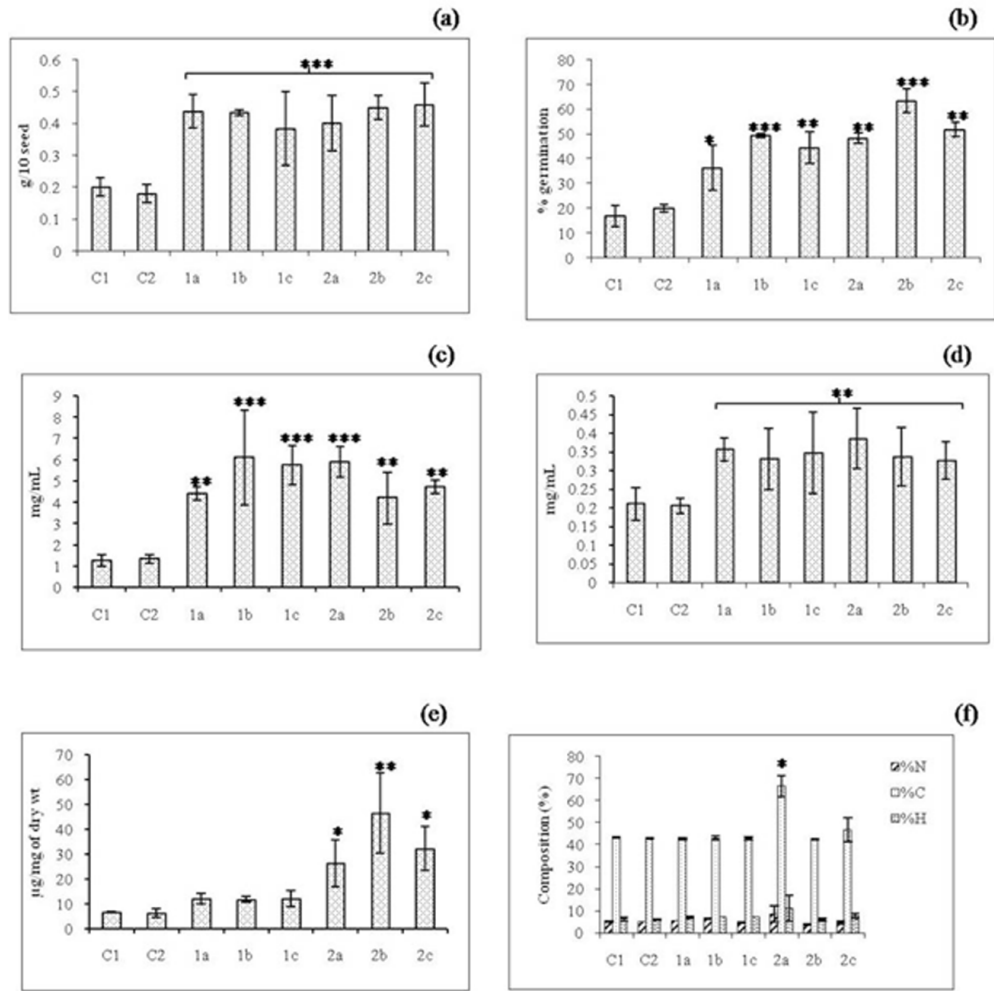 (a)
0.6
0.5
0.4
0.3
0.2
0.1
0
g/10 seed
***
C1 C2 1a 1b 1c 2a 2b 2c
(b)
80
70
60
50
40
30
20
10
0
% germination
* *** ** ** *** **
C1 C2 1a 1b 1c 2a 2b 2c
(c)
9
8
7
6
5
4
3
2
1
0
mg/mL
** *** *** *** ** **
C1 C2 1a 1b 1c 2a 2b 2c
(d)
0.5
0.45
0.4
0.35
0.3
0.25
0.2
0.15
0.1
0.05
0
mg/mL
**
C1 C2 1a 1b 1c 2a 2b 2c
(e)
70
60
50
40
30
20
10
0
µg/mg of dry wt
* ** *
C1 C2 1a 1b 1c 2a 2b 2c
(f)
80
70
60
50
40
30
20
10
0
Composition (%)
*
%N
%C
%H
C1 C2 1a 1b 1c 2a 2b 2c